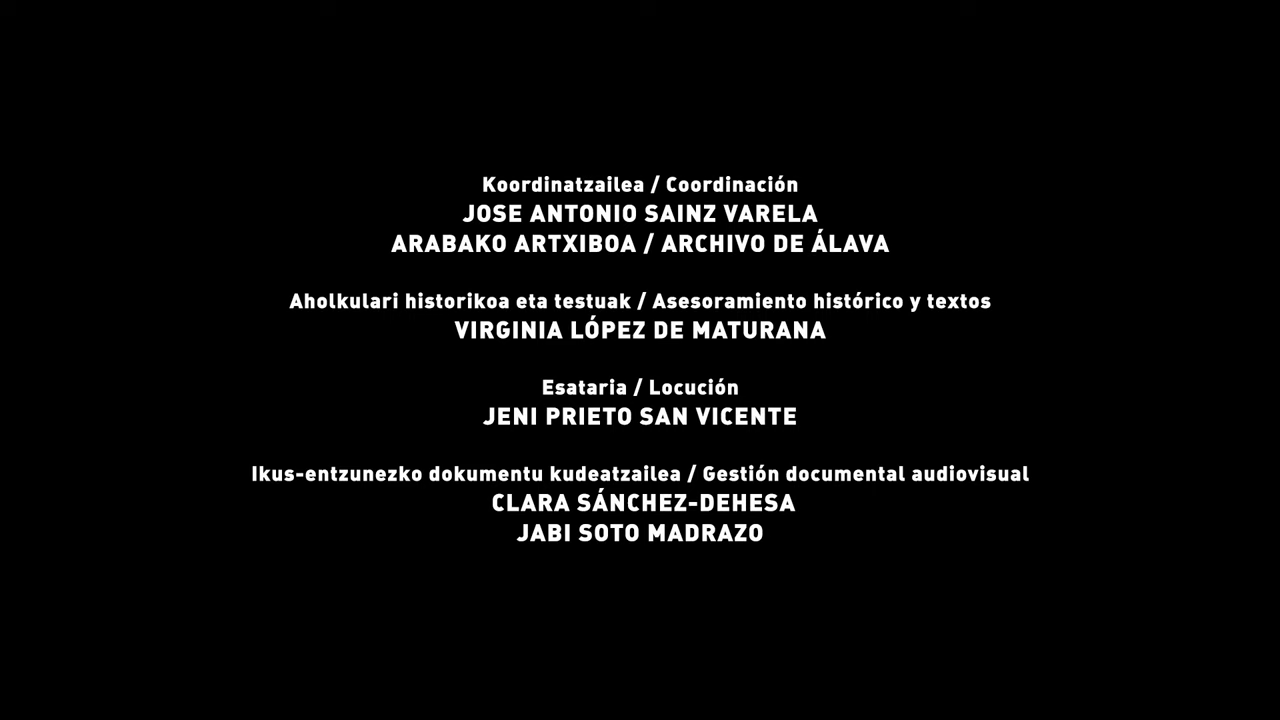 Koordinatzailea / Coordinación
JOSE ANTONIO SAINZ VARELA
ARABAKO ARTXIBOA / ARCHIVO DE ÁLAVA
Aholkulari historikoa eta testuak / Asesoramiento histórico y textos
VIRGINIA LÓPEZ DE MATURANA
Esataria / Locución
JENI PRIETO SAN VICENTE
Ikus-entzunezko dokumentu kudeatzailea / Gestión documental audiovisual
CLARA SÁNCHEZ-DEHESA
JABI SOTO MADRAZO